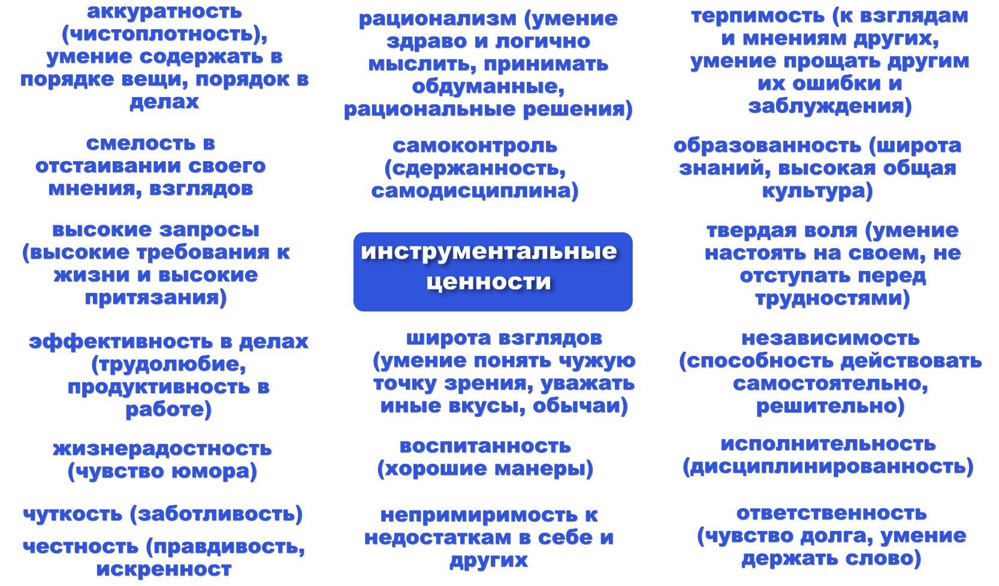 аккуратность
(чистоплотность),
умение содержать в
порядке вещи, порядок в
делах
смелость в
отстаивании своего
мнения, взглядов
высокие запросы
(высокие требования к
жизни и высокие
притязания)
эффективность в делах
(трудолюбие,
продуктивность в
работе)
жизнерадостность
(чувство юмора)
чуткость (заботливость)
честность (правдивость,
искренност
рационализм (умение
здраво и логично
мыслить, принимать
обдуманные,
рациональные решения)
самоконтроль
(сдержанность,
самодисциплина)
инструментальные
ценности
широта взглядов
(умение понять чужую
точку зрения, уважать
иные вкусы, обычаи)
воспитанность
(хорошие манеры)
непримиримость к
недостаткам в себе и
других
терпимость (к взглядам
и мнениям других,
умение прощать другим
их ошибки и
заблуждения)
образованность (широта
знаний, высокая общая
культура)
твердая воля (умение
настоять на своем, не
отступать перед
трудностями)
независимость
(способность действовать
самостоятельно,
решительно)
исполнительность
(дисциплинированность)
ответственность
(чувство долга, умение
держать слово)